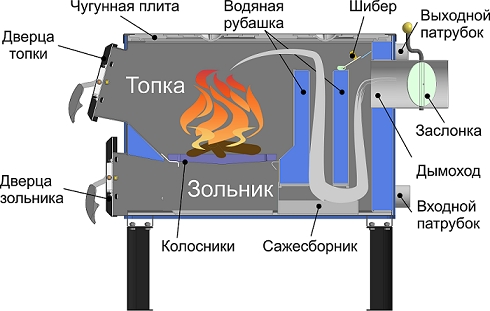 Чугунная плита
Водяная
рубашка
Шибер
Выходной
патрубок
Дверца
топки
Топка
Заслонка
Дымоход
Дверца
зольника
Зольник
Входной
патрубок
Колосники
Сажесборник